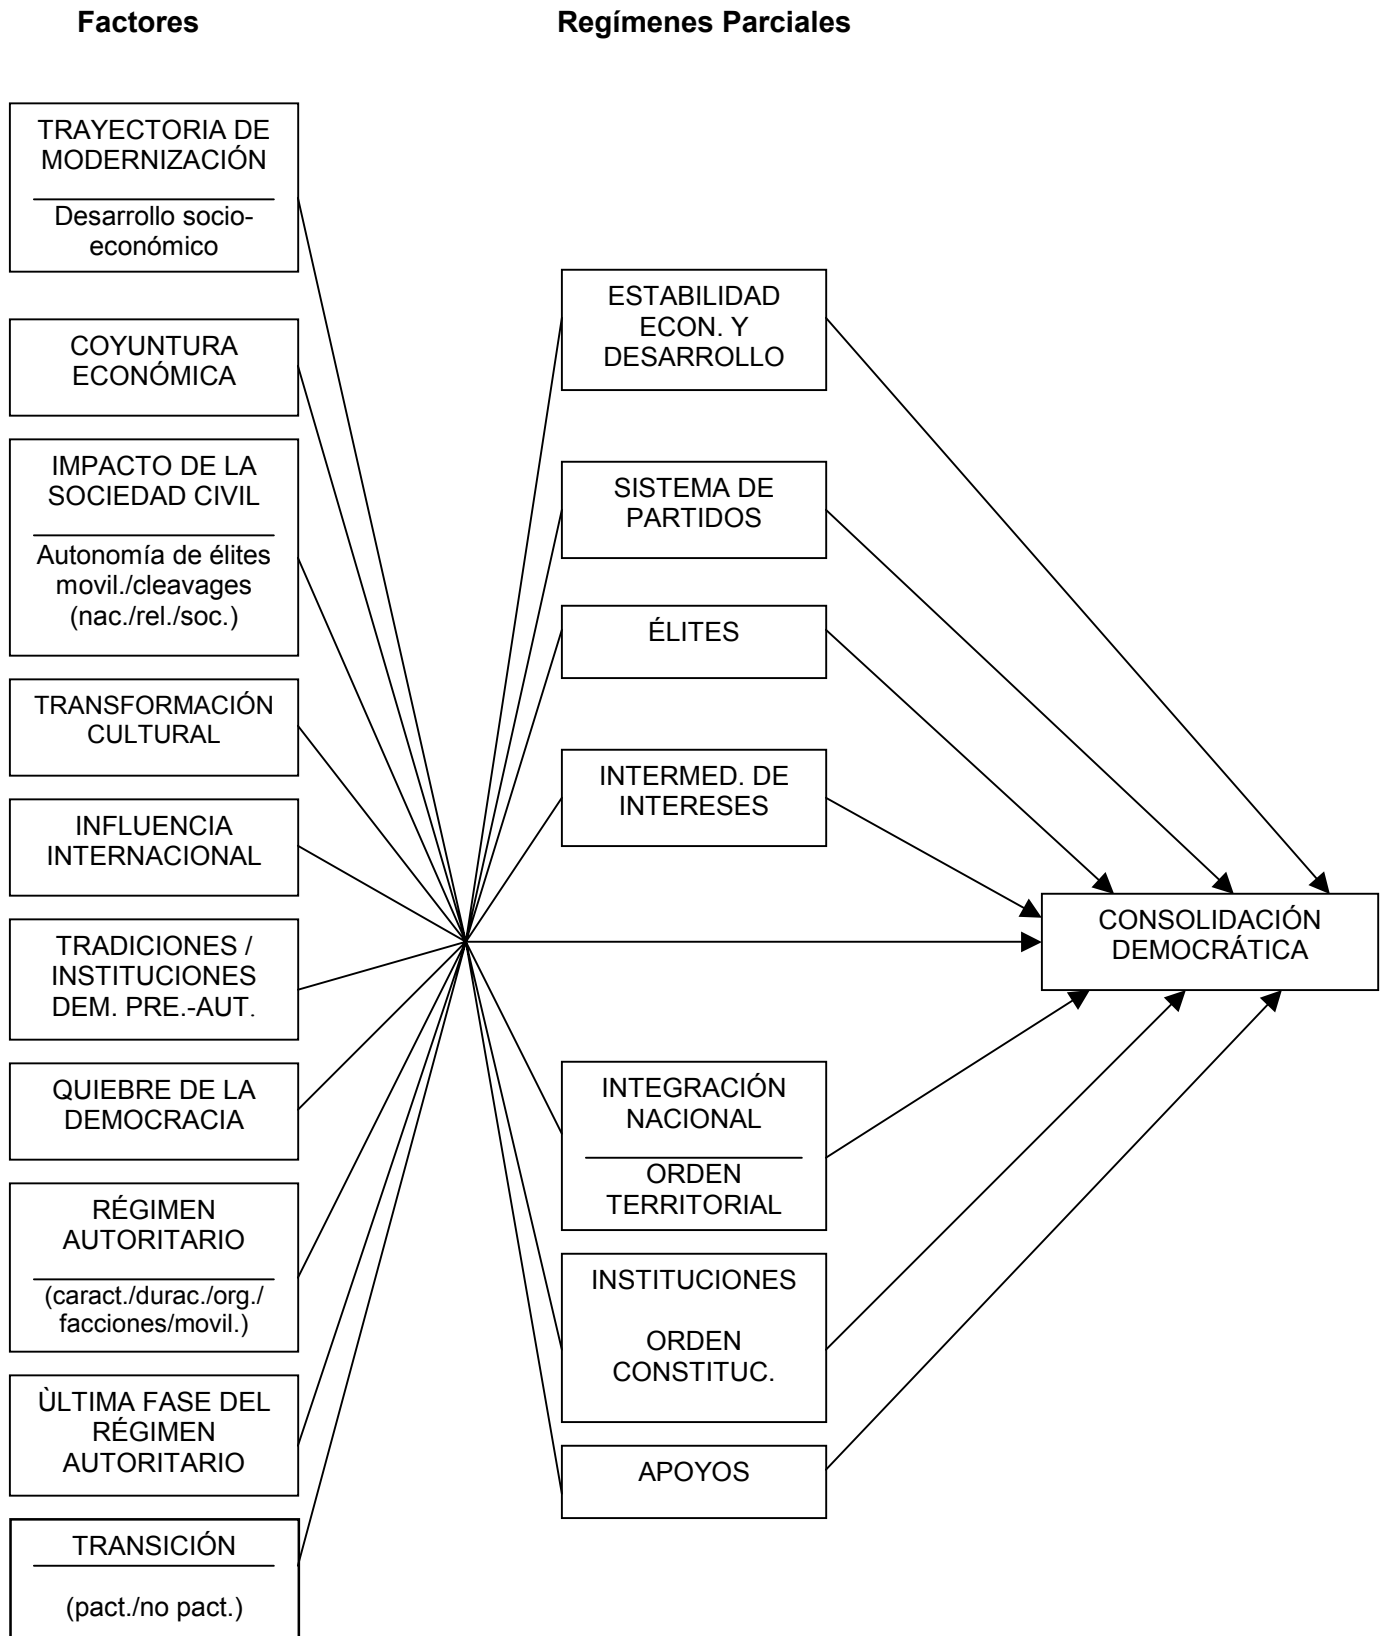 Factores
Regímenes Parciales
TRAYECTORIA DE
MODERNIZACIÓN
Desarrollo socio-
económico
COYUNTURA
ECONÓMICA
IMPACTO DE LA
SOCIEDAD CIVIL
Autonomía de élites
movil./cleavages
(nac./rel./soc.)
TRANSFORMACIÓN
CULTURAL
INFLUENCIA
INTERNACIONAL
TRADICIONES /
INSTITUCIONES
DEM. PRE.-AUT.
QUIEBRE DE LA
DEMOCRACIA
RÉGIMEN
AUTORITARIO
(caract./durac./org./
facciones/movil.)
ÙLTIMA FASE DEL
RÉGIMEN
AUTORITARIO
TRANSICIÓN
(pact./no pact.)
ESTABILIDAD
ECON. Y
DESARROLLO
SISTEMA DE
PARTIDOS
ÉLITES
INTERMED. DE
INTERESES
INTEGRACIÓN
NACIONAL
ORDEN
TERRITORIAL
INSTITUCIONES
ORDEN
CONSTITUC.
APOYOS
CONSOLIDACIÓN
DEMOCRÁTICA